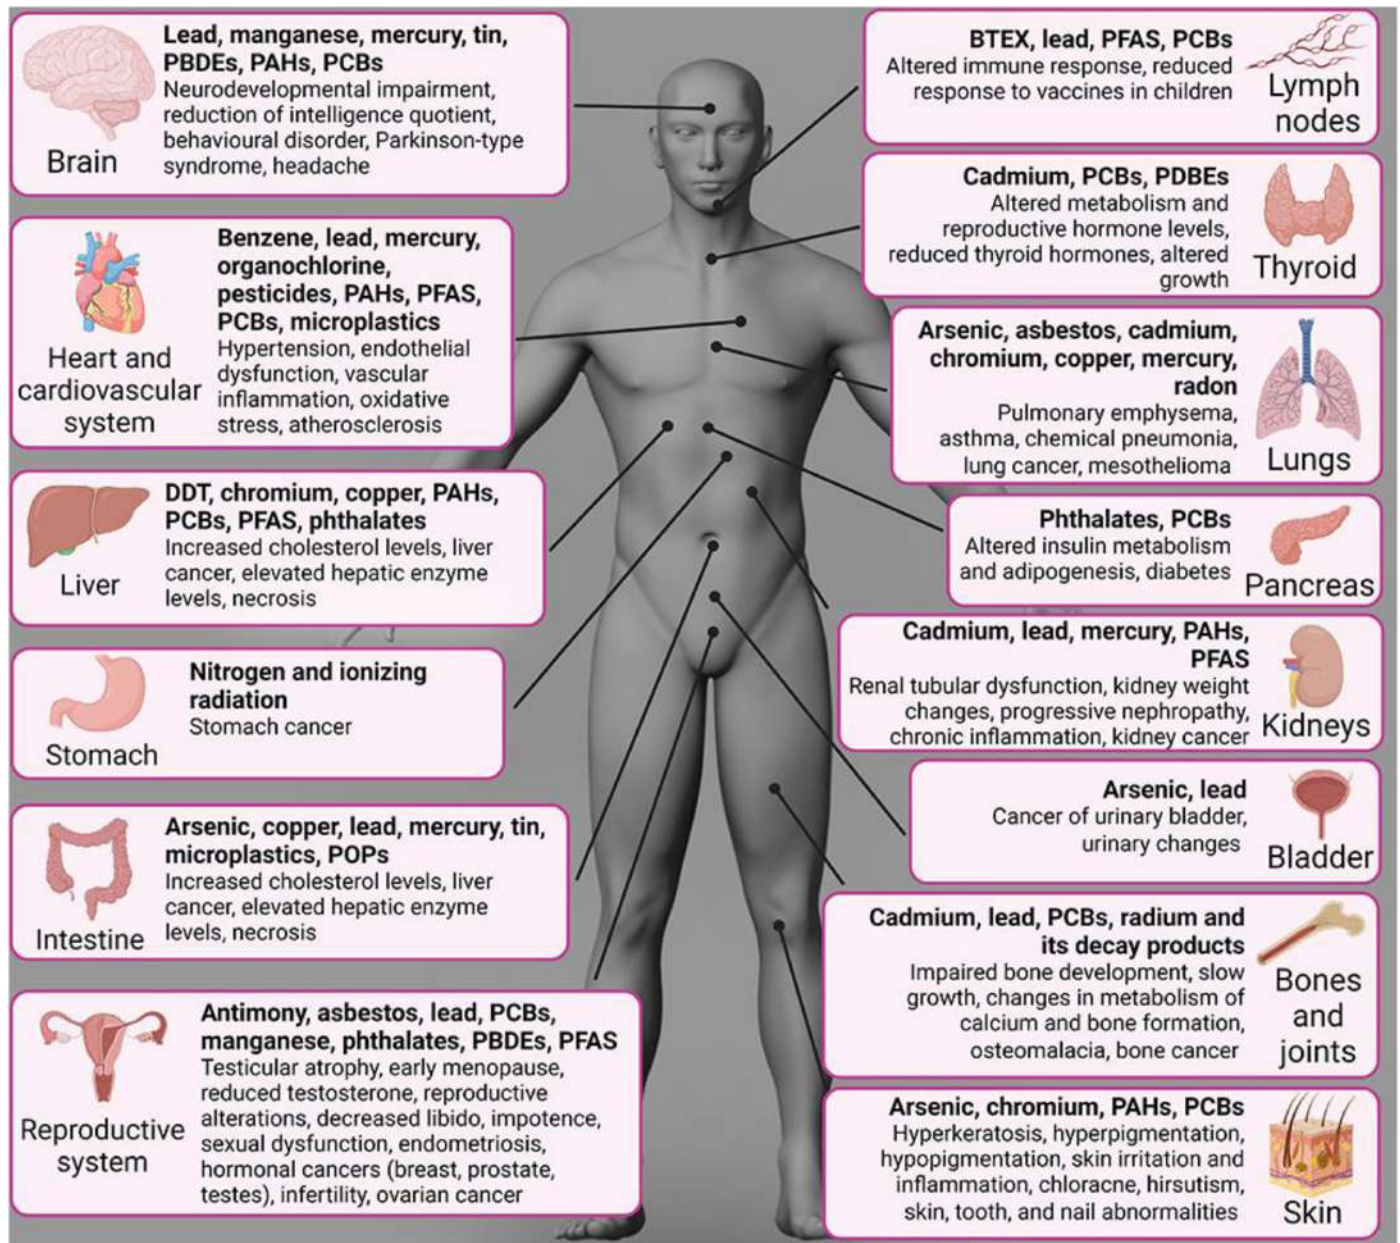 Lead, manganese, mercury, tin,
PBDEs, PAHs, PCBs
Neurodevelopmental impairment,
reduction of intelligence quotient,
behavioural disorder, Parkinson-type
syndrome, headache
Brain
Benzene, lead, mercury,
organochlorine,
pesticides, PAHs, PFAS,
PCBs, microplastics
Hypertension, endothelial
dysfunction, vascular
inflammation, oxidative
stress, atherosclerosis
Heart and
cardiovascular
system
DDT, chromium, copper, PAHs,
PCBs, PFAS, phthalates
Increased cholesterol levels, liver
cancer, elevated hepatic enzyme
levels, necrosis
Liver
Nitrogen and ionizing
radiation
Stomach cancer
Stomach
Arsenic, copper, lead, mercury, tin,
microplastics, POPs
Increased cholesterol levels, liver
cancer, elevated hepatic enzyme
levels, necrosis
Intestine
Antimony, asbestos, lead, PCBs,
manganese, phthalates, PBDEs, PFAS
Testicular atrophy, early menopause,
reduced testosterone, reproductive
alterations, decreased libido, impotence,
sexual dysfunction, endometriosis,
hormonal cancers (breast, prostate,
testes), infertility, ovarian cancer
Reproductive
system
BTEX, lead, PFAS, PCBs
Altered immune response, reduced
response to vaccines in children
Lymph
nodes
Cadmium, PCBs, PDBEs
Altered metabolism and
reproductive hormone levels,
reduced thyroid hormones, altered
growth
Thyroid
Arsenic, asbestos, cadmium,
chromium, copper, mercury,
radon
Pulmonary emphysema,
asthma, chemical pneumonia,
lung cancer, mesothelioma
Lungs
Phthalates, PCBs
Altered insulin metabolism
and adipogenesis, diabetes
Pancreas
Cadmium, lead, mercury, PAHs,
PFAS
Renal tubular dysfunction, kidney weight
changes, progressive nephropathy,
chronic inflammation, kidney cancer
Kidneys
Arsenic, lead
Cancer of urinary bladder,
urinary changes
Bladder
Cadmium, lead, PCBs, radium and
its decay products
Impaired bone development, slow
growth, changes in metabolism of
calcium and bone formation,
osteomalacia, bone cancer
Bones
and
joints
Arsenic, chromium, PAHs, PCBs
Hyperkeratosis, hyperpigmentation,
hypopigmentation, skin irritation and
inflammation, chloracne, hirsutism,
skin, tooth, and nail abnormalities
Skin